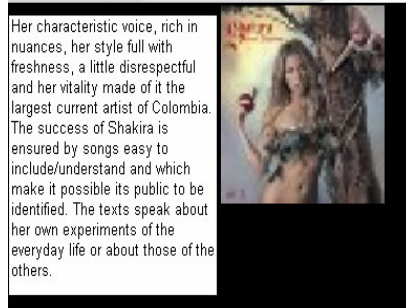 Her characteristic voice, rich in
nuances, her style full with
freshness, a little disrespectful
and her vitality made of it the
largest current artist of Colombia.
The success of Shakira is
ensured by songs easy to
include/understand and which
make it possible its public to be
identified. The texts speak about
her own experiments of the
everyday life or about those of the
others.